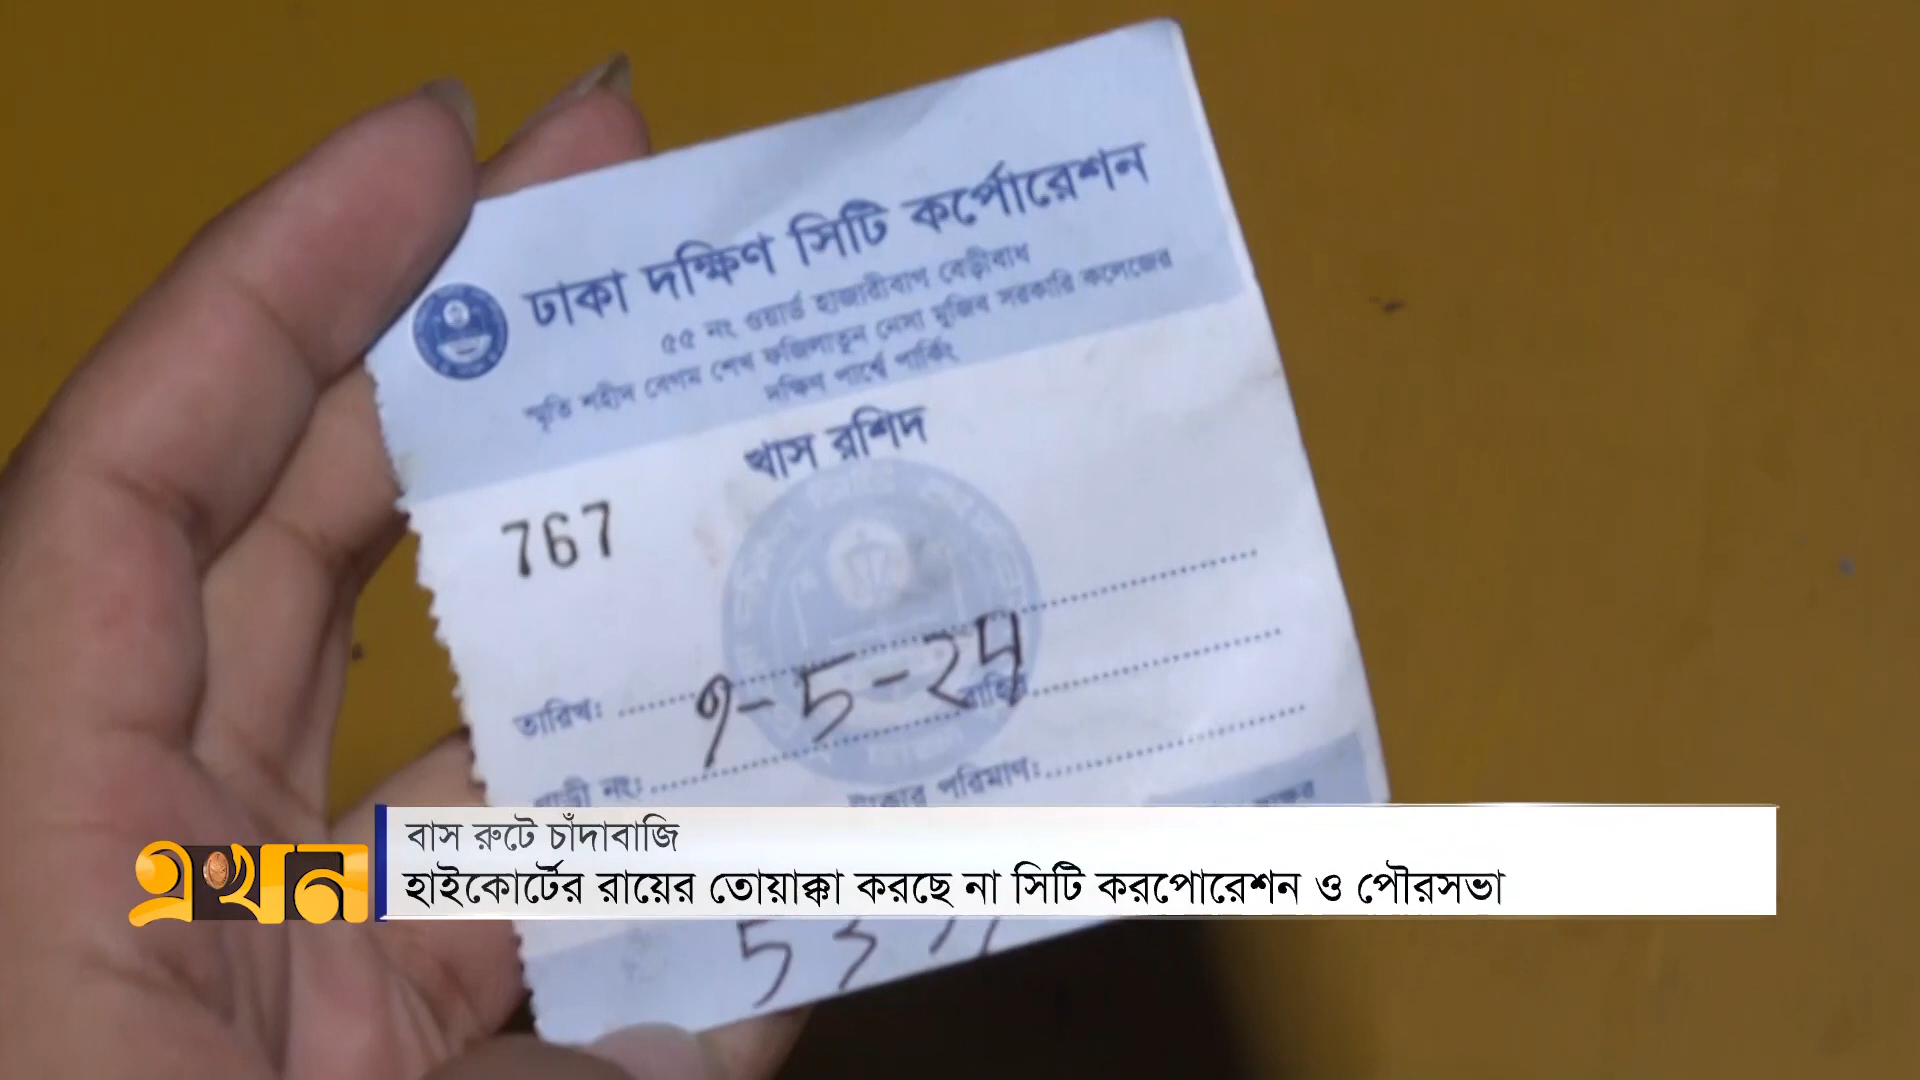 ঢাকা দক্ষিণ সিটি কর্পোরেশন
৫৫ নং ওয়ার্ড হাজারীবাগ বেড়ীবাধ
স্মৃতি শহীদ বেগম শেখ ফজিলাতুন নেসা মুজিব সরকারি কলেজের
দক্ষিণ পার্শ্বে পার্কিং
খাস রশিদ
767
তারিখ: 9-5-24
গাড়ী নং:
টাকার পরিমাণ:
বাস রুটে চাঁদাবাজি
এখন
হাইকোর্টের রায়ের তোয়াক্কা করছে না সিটি করপোরেশন ও পৌরসভা